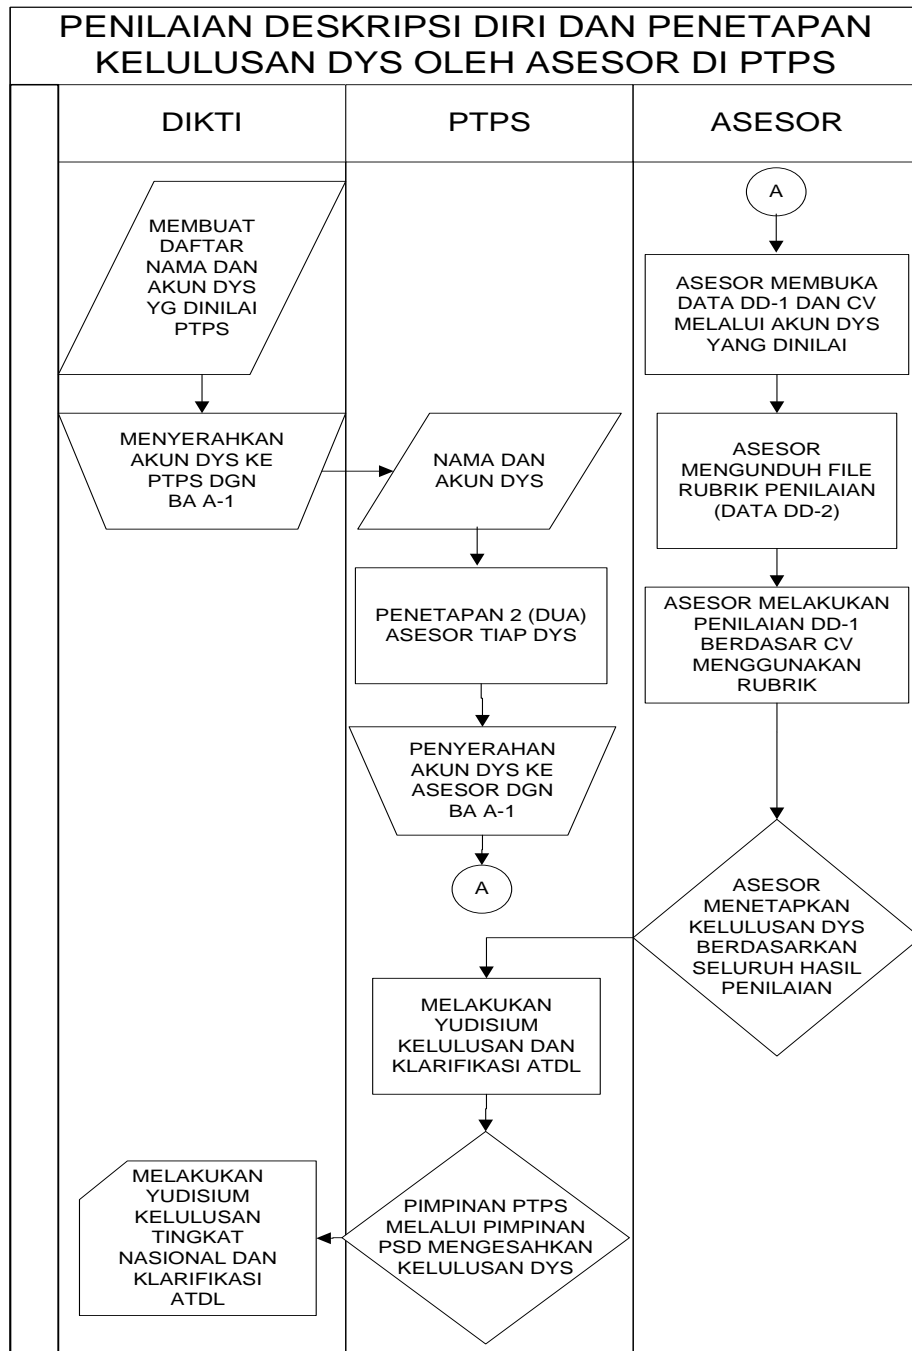 PENILAIAN DESKRIPSI DIRI DAN PENETAPAN
KELULUSAN DYS OLEH ASESOR DI PTPS
DIKTI
PTPS
ASESOR
MEMBUAT
DAFTAR
NAMA DAN
AKUN DYS
YG DINILAI
PTPS
MENYERAHKAN
AKUN DYS KE
PTPS DGN
BA A-1
NAMA DAN
AKUN DYS
PENETAPAN 2 (DUA)
ASESOR TIAP DYS
PENYERAHAN
AKUN DYS KE
ASESOR DGN
BA A-1
A
A
ASESOR MEMBUKA
DATA DD-1 DAN CV
MELALUI AKUN DYS
YANG DINILAI
ASESOR
MENGUNDUH FILE
RUBRIK PENILAIAN
(DATA DD-2)
ASESOR MELAKUKAN
PENILAIAN DD-1
BERDASAR CV
MENGGUNAKAN
RUBRIK
ASESOR
MENETAPKAN
KELULUSAN DYS
BERDASARKAN
SELURUH HASIL
PENILAIAN
MELAKUKAN
YUDISIUM
KELULUSAN DAN
KLARIFIKASI ATDL
PIMPINAN PTPS
MELALUI PIMPINAN
PSD MENGESAHKAN
KELULUSAN DYS
MELAKUKAN
YUDISIUM
KELULUSAN
TINGKAT
NASIONAL DAN
KLARIFIKASI
ATDL